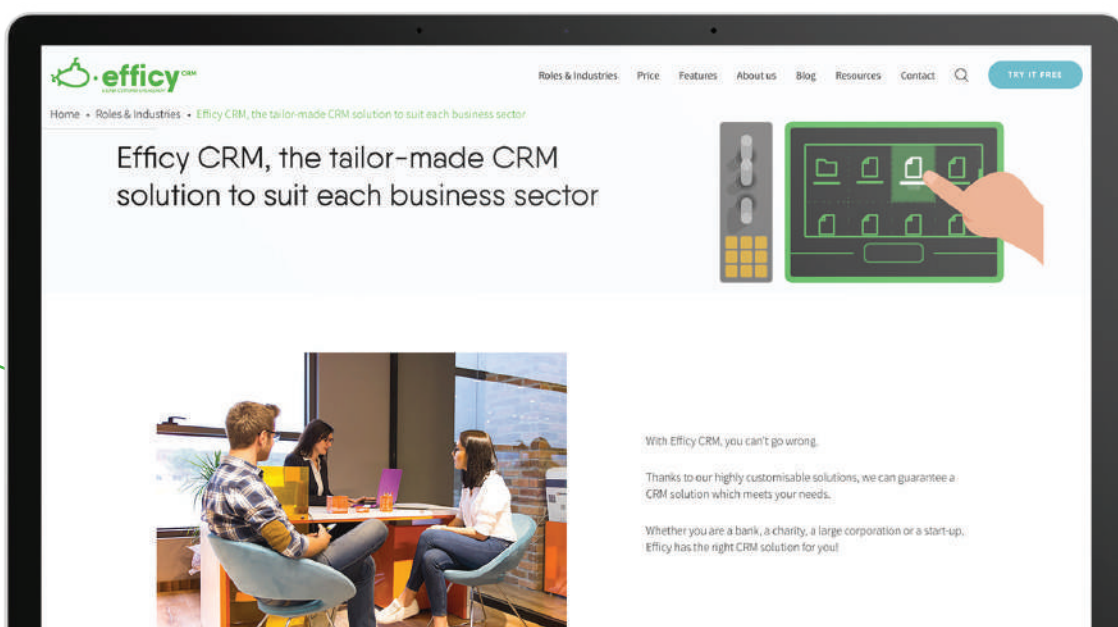 efficy CRM
Roles & Industries Price Features About us Blog Resources Contact TRY IT FREE
Home • Roles & Industries • Efficy CRM, the tailor-made CRM solution to suit each business sector
Efficy CRM, the tailor-made CRM
solution to suit each business sector
With Efficy CRM, you can't go wrong.
Thanks to our highly customisable solutions, we can guarantee a
CRM solution which meets your needs.
Whether you are a bank, a charity, a large corporation or a start-up,
Efficy has the right CRM solution for you!